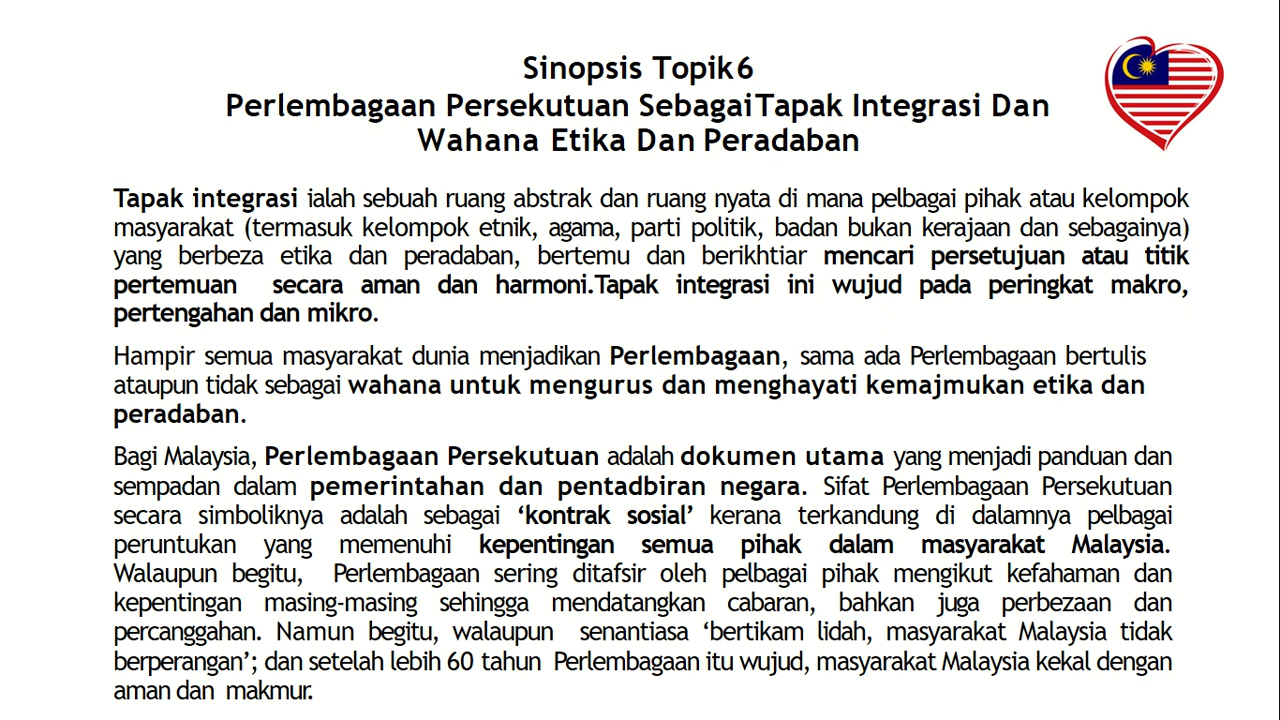 Sinopsis Topik 6
Perlembagaan Persekutuan Sebagai Tapak Integrasi Dan
Wahana Etika Dan Peradaban
Tapak integrasi ialah sebuah ruang abstrak dan ruang nyata di mana pelbagai pihak atau kelompok
masyarakat (termasuk kelompok etnik, agama, parti politik, badan bukan kerajaan dan sebagainya)
yang berbeza etika dan peradaban, bertemu dan berikhtiar mencari persetujuan atau titik
pertemuan secara aman dan harmoni.Tapak integrasi ini wujud pada peringkat makro,
pertengahan dan mikro.
Hampir semua masyarakat dunia menjadikan Perlembagaan, sama ada Perlembagaan bertulis
ataupun tidak sebagai wahana untuk mengurus dan menghayati kemajmukan etika dan
peradaban.
Bagi Malaysia, Perlembagaan Persekutuan adalah dokumen utama yang menjadi panduan dan
sempadan dalam pemerintahan dan pentadbiran negara. Sifat Perlembagaan Persekutuan
secara simboliknya adalah sebagai ‘kontrak sosial’ kerana terkandung di dalamnya pelbagai
peruntukan yang memenuhi kepentingan semua pihak dalam masyarakat Malaysia.
Walaupun begitu, Perlembagaan sering ditafsir oleh pelbagai pihak mengikut kefahaman dan
kepentingan masing-masing sehingga mendatangkan cabaran, bahkan juga perbezaan dan
percanggahan. Namun begitu, walaupun senantiasa ‘bertikam lidah, masyarakat Malaysia tidak
berperangan’; dan setelah lebih 60 tahun Perlembagaan itu wujud, masyarakat Malaysia kekal dengan
aman dan makmur.